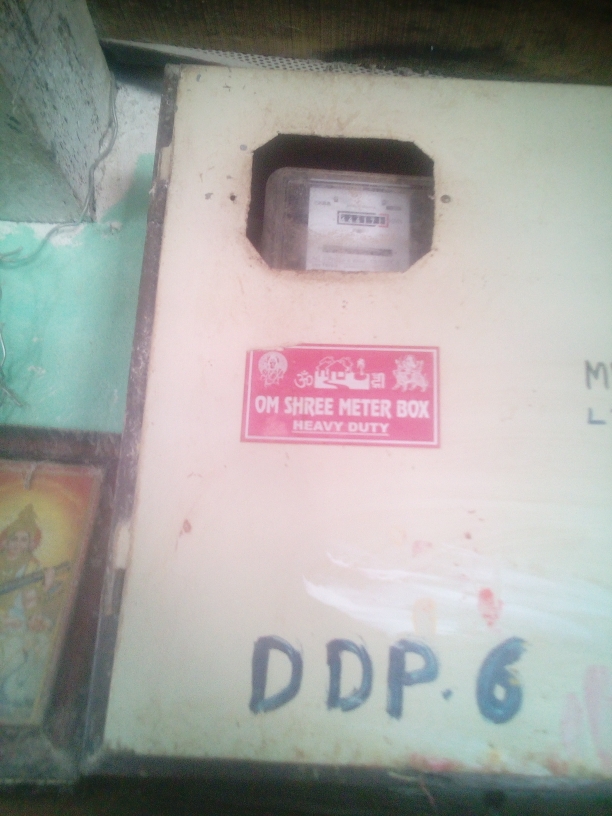 ॐ
OM SHREE METER BOX
HEAVY DUTY
M
L
DDP.6